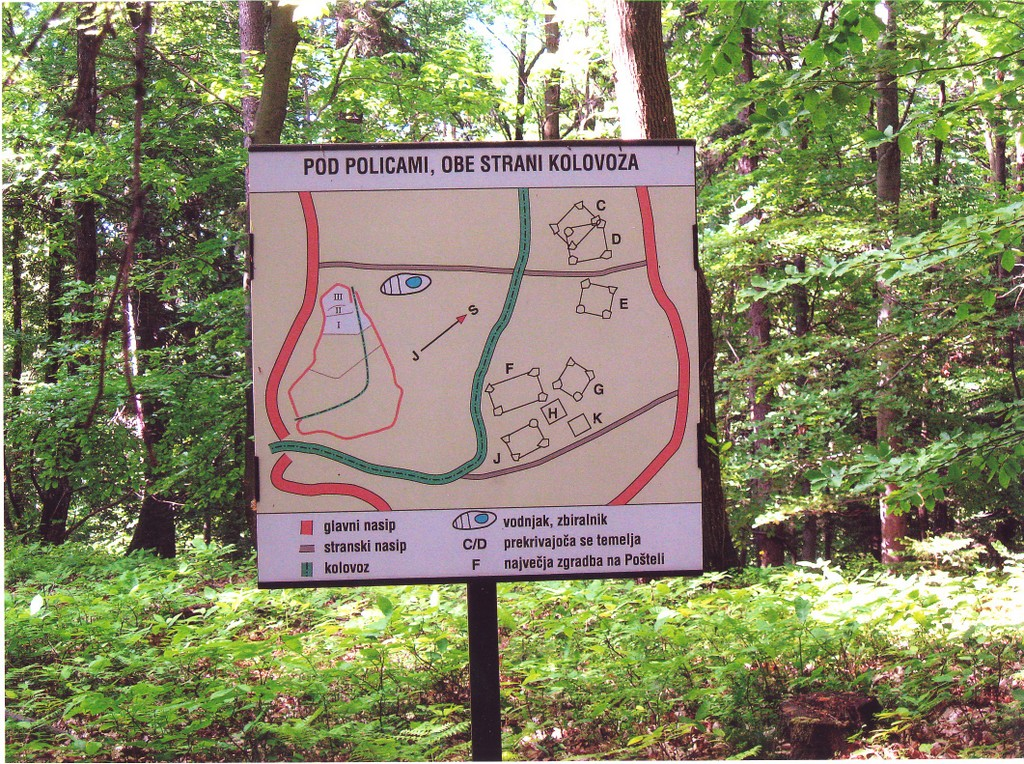 POD POLICAMI, OBE STRANI KOLOVOZA
C
D
E
III
II
I
S
J
F
G
H
K
J
glavni nasip
stranski nasip
kolovoz
vodnjak, zbiralnik
C/D prekrivajoča se temelja
F največja zgradba na Pošteli